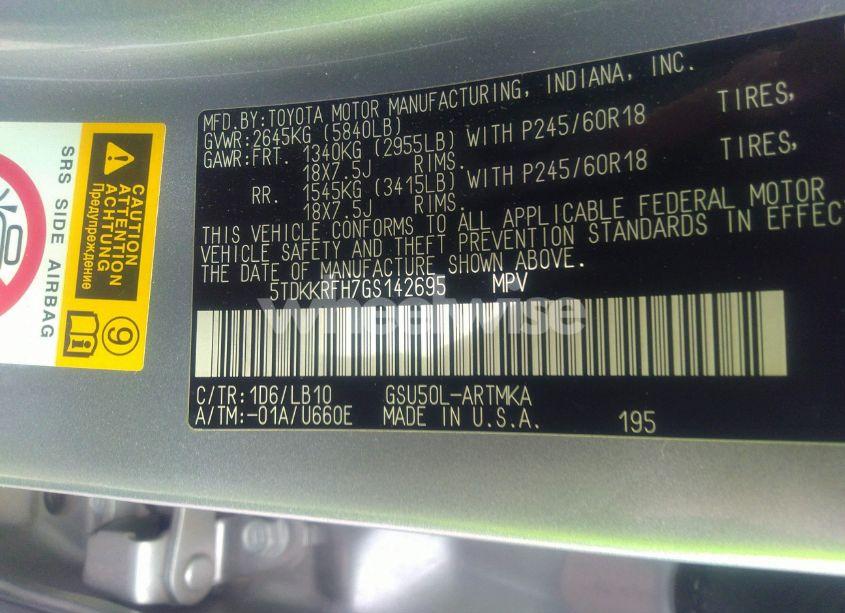 MFD.BY:TOYOTA MOTOR MANUFACTURING, INDIANA, INC.
GVWR:2645KG (5840LB)
GAWR:FRT. 1340KG (2955LB) WITH P245/60R18 TIRES,
18X7.5J RIMS.
RR. 1545KG (3415LB) WITH P245/60R18 TIRES,
18X7.5J RIMS.
THIS VEHICLE CONFORMS TO ALL APPLICABLE FEDERAL MOTOR
VEHICLE SAFETY AND THEFT PREVENTION STANDARDS IN EFFECT
THE DATE OF MANUFACTURE SHOWN ABOVE.
5TDKKRFH7GS142695 MPV
C/TR:1D6/LB10 GSU50L-ARTMKA
A/TM:-01A/U660E MADE IN U.S.A. 195
CAUTION
ATTENTION
ACHTUNG
Предупреждение
SRS SIDE AIRBAG
9
wheelwise